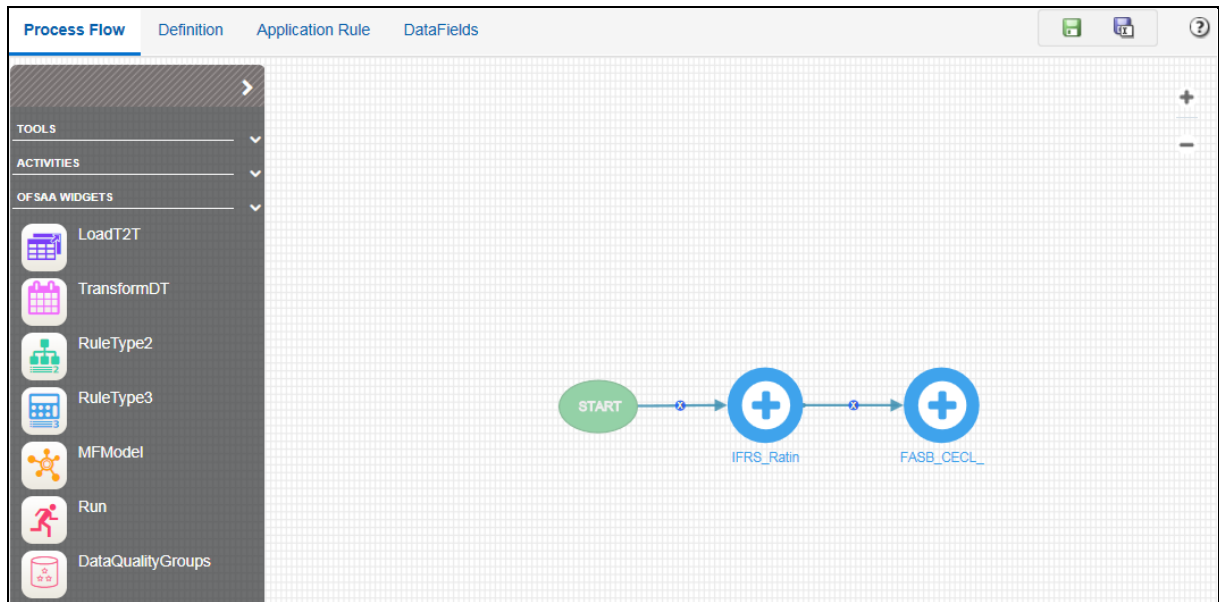 Process Flow Definition Application Rule DataFields
TOOLS
ACTIVITIES
OFSAA WIDGETS
LoadT2T
TransformDT
RuleType2
RuleType3
MFModel
Run
DataQualityGroups
START
IFRS_Ratin
FASB_CECL_